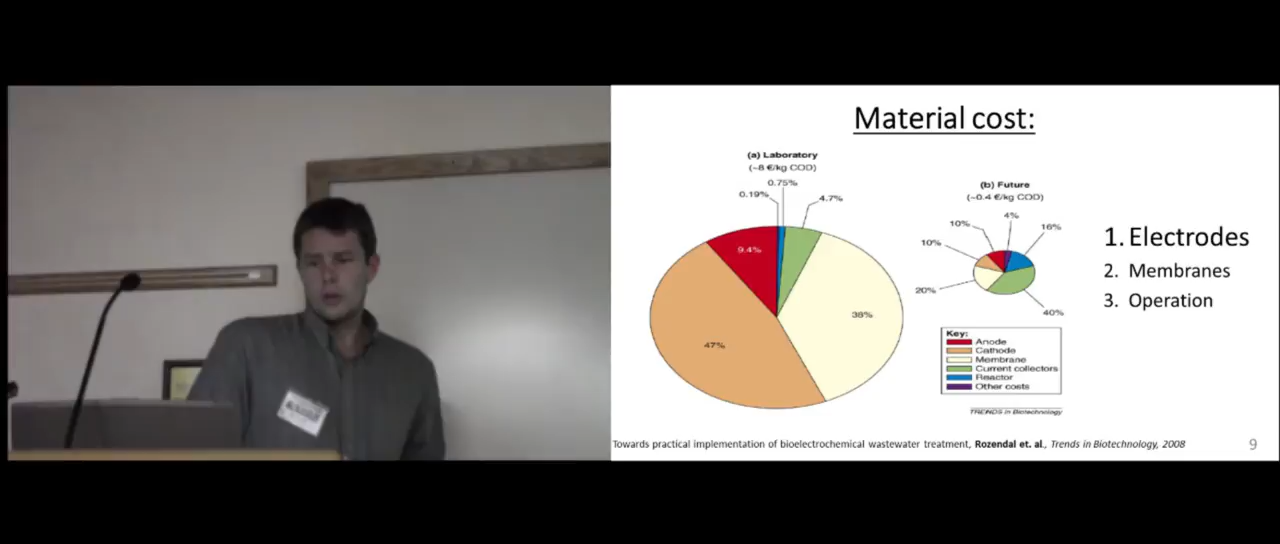 Material cost:
(a) Laboratory
(~8 €/kg COD)
0.75%
0.19%
4.7%
9.4%
38%
47%
(b) Future
(~0.4 €/kg COD)
4%
10%
16%
10%
20%
40%
Key:
Anode
Cathode
Membrane
Current collectors
Reactor
Other costs
TRENDS in Biotechnology
1. Electrodes
2. Membranes
3. Operation
Towards practical implementation of bioelectrochemical wastewater treatment, Rozendal et. al., Trends in Biotechnology, 2008
9